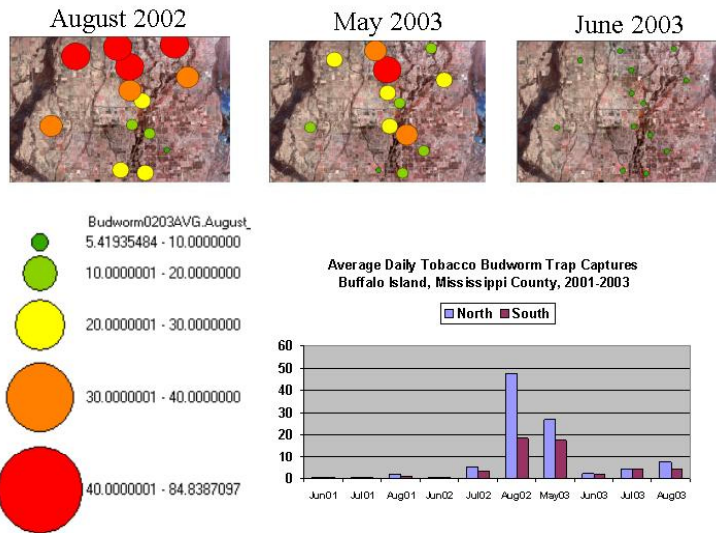 August 2002
May 2003
June 2003
Budworm0203AVG.August_
5.41935484 - 10.0000000
10.0000001 - 20.0000000
20.0000001 - 30.0000000
30.0000001 - 40.0000000
40.0000001 - 84.8387097
Average Daily Tobacco Budworm Trap Captures
Buffalo Island, Mississippi County, 2001-2003
North South
60
50
40
30
20
10
0
Jun01 Jul01 Aug01 Jun02 Jul02 Aug02 May03 Jun03 Jul03 Aug03